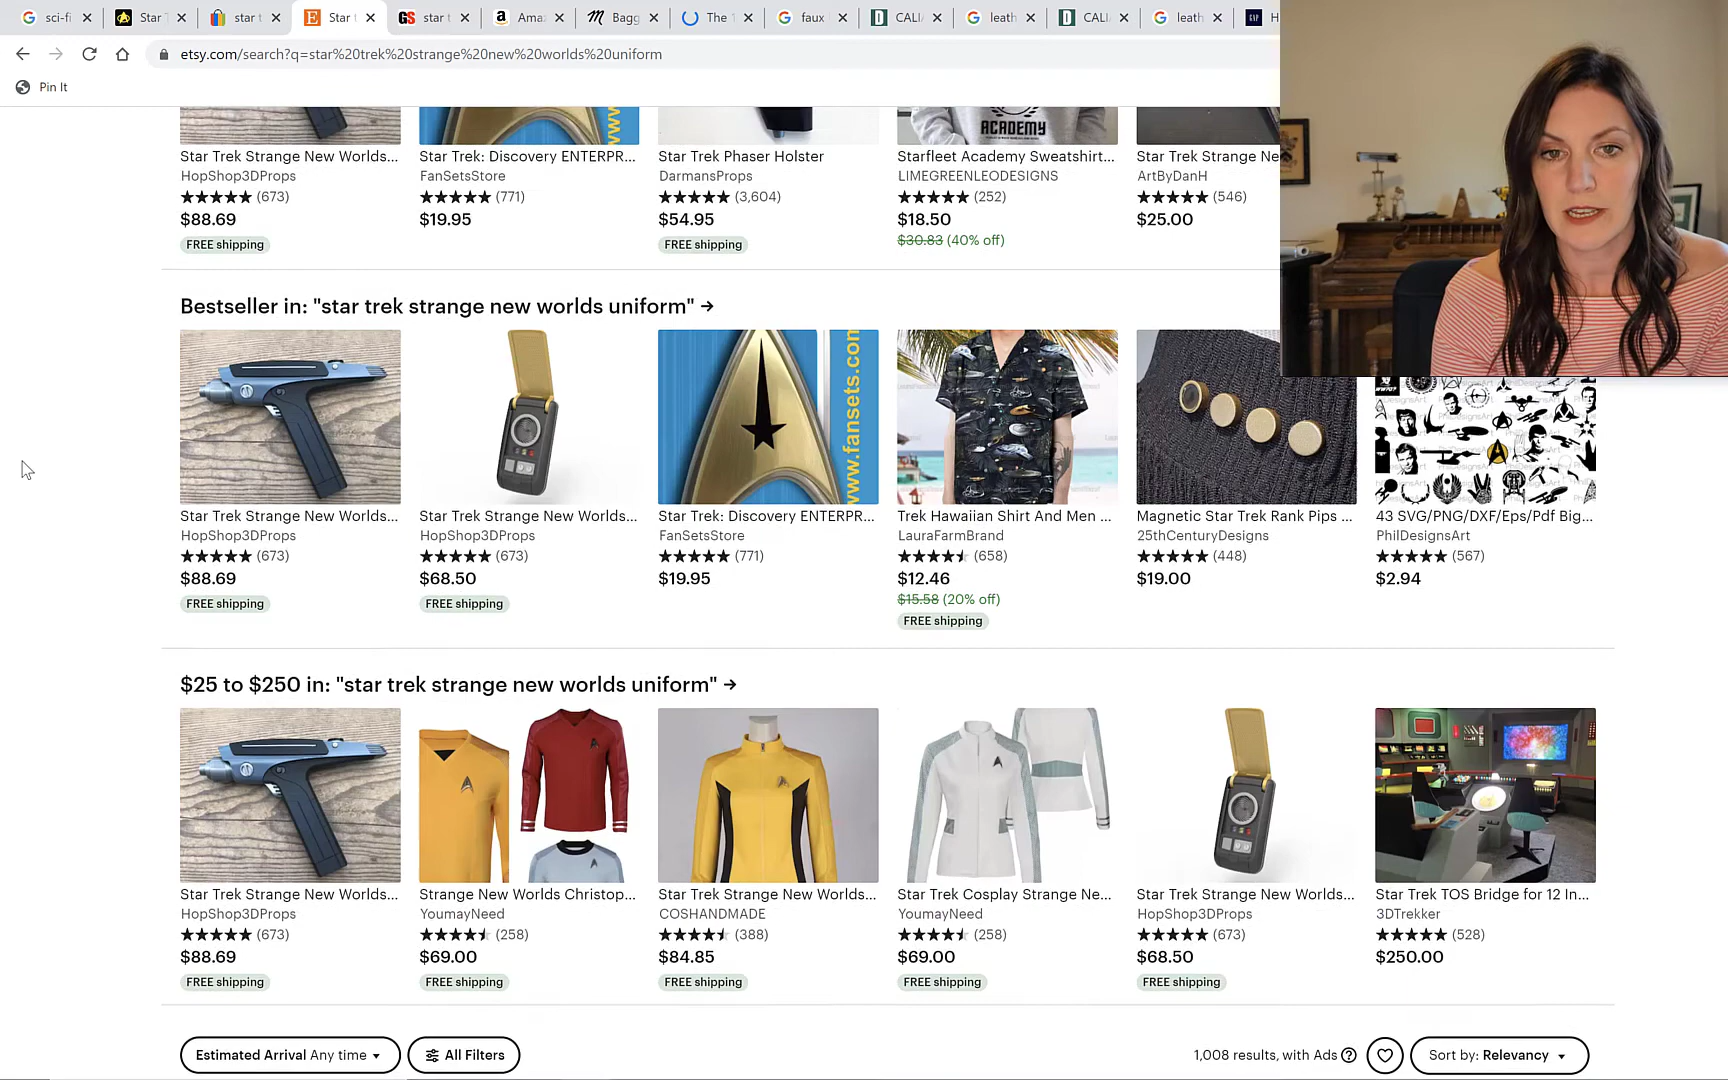 sci-fi
Star T
star t
Star t
star t
Ama
Bagg
The
faux
CALI
leath
CALI
leath
GAP
H
etsy.com/search?q=star%20trek%20strange%20new%20worlds%20uniform
Pin It
ACADEMY
Star Trek Strange New Worlds...
Star Trek: Discovery ENTERPR...
Star Trek Phaser Holster
Starfleet Academy Sweatshirt...
Star Trek Strange Ne
HopShop3DProps
FanSetsStore
DarmansProps
LIMEGREENLEODESIGNS
ArtByDanH
(673)
(771)
(3,604)
(252)
(546)
$88.69
$19.95
$54.95
$18.50
$25.00
FREE shipping
FREE shipping
$30.83 (40% off)
Bestseller in: "star trek strange new worlds uniform" →
www.fansets.com
Star Trek Strange New Worlds...
Star Trek Strange New Worlds...
Star Trek: Discovery ENTERPR...
Trek Hawaiian Shirt And Men ...
Magnetic Star Trek Rank Pips ...
43 SVG/PNG/DXF/Eps/Pdf Big...
HopShop3DProps
HopShop3DProps
FanSetsStore
LauraFarmBrand
25thCenturyDesigns
PhilDesignsArt
(673)
(673)
(771)
(658)
(448)
(567)
$88.69
$68.50
$19.95
$12.46
$19.00
$2.94
FREE shipping
FREE shipping
$15.58 (20% off)
FREE shipping
$25 to $250 in: "star trek strange new worlds uniform" →
Star Trek Strange New Worlds...
Strange New Worlds Christop...
Star Trek Strange New Worlds...
Star Trek Cosplay Strange Ne...
Star Trek Strange New Worlds...
Star Trek TOS Bridge for 12 In...
HopShop3DProps
YoumayNeed
COSHANDMADE
YoumayNeed
HopShop3DProps
3DTrekker
(673)
(258)
(388)
(258)
(673)
(528)
$88.69
$69.00
$84.85
$69.00
$68.50
$250.00
FREE shipping
FREE shipping
FREE shipping
FREE shipping
FREE shipping
Estimated Arrival Any time
All Filters
1,008 results, with Ads
Sort by: Relevancy